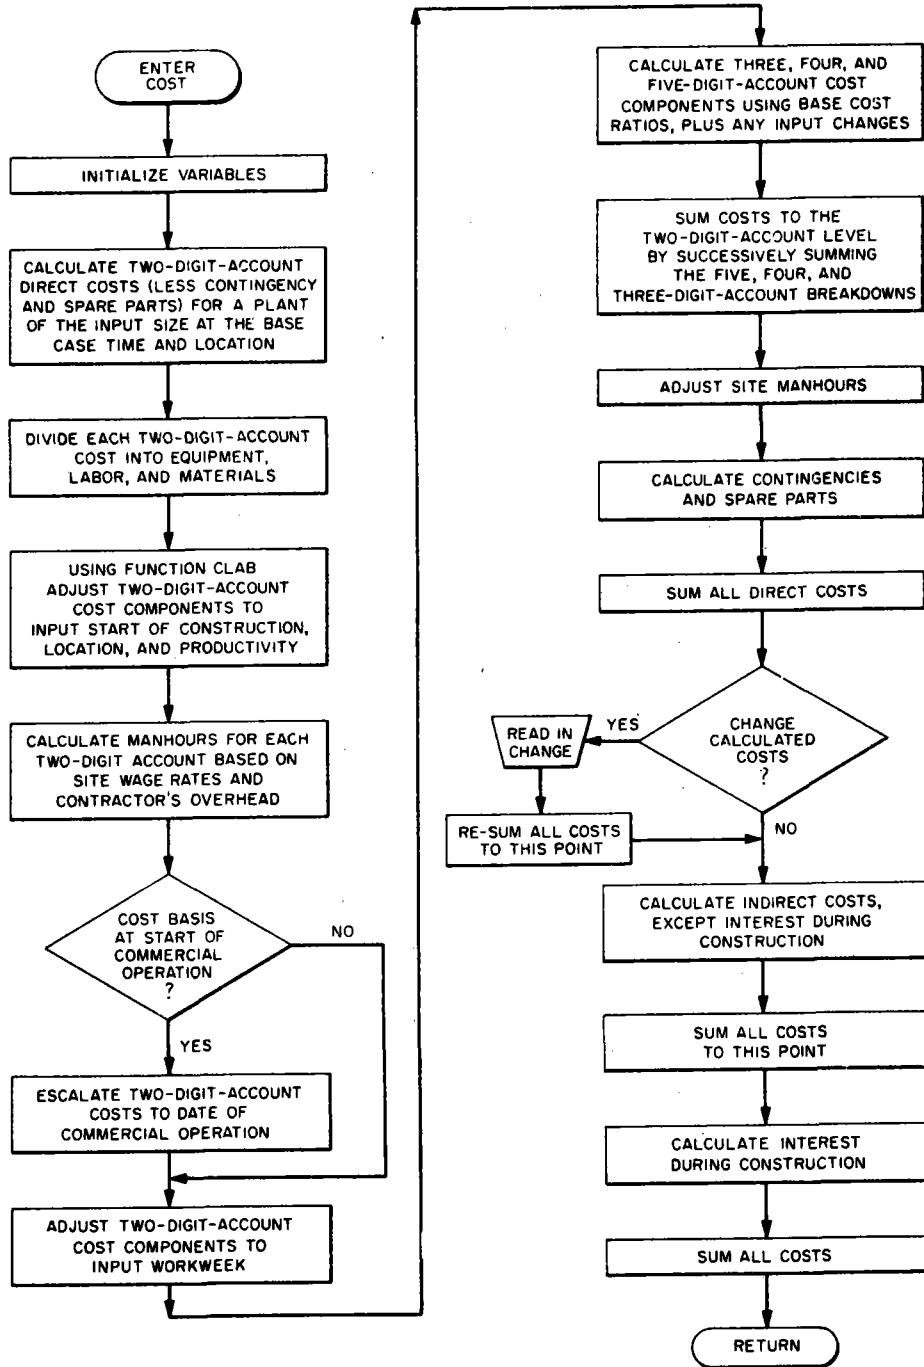 ENTER
COST
INITIALIZE VARIABLES
CALCULATE TWO-DIGIT-ACCOUNT
DIRECT COSTS (LESS CONTINGENCY
AND SPARE PARTS) FOR A PLANT
OF THE INPUT SIZE AT THE BASE
CASE TIME AND LOCATION
DIVIDE EACH TWO-DIGIT-ACCOUNT
COST INTO EQUIPMENT,
LABOR, AND MATERIALS
USING FUNCTION CLAB
ADJUST TWO-DIGIT-ACCOUNT
COST COMPONENTS TO
INPUT START OF CONSTRUCTION,
LOCATION, AND PRODUCTIVITY
CALCULATE MANHOURS FOR EACH
TWO-DIGIT ACCOUNT BASED ON
SITE WAGE RATES AND
CONTRACTOR'S OVERHEAD
COST BASIS
AT START OF
COMMERCIAL
OPERATION
?
NO
YES
ESCALATE TWO-DIGIT-ACCOUNT
COSTS TO DATE OF
COMMERCIAL OPERATION
ADJUST TWO-DIGIT-ACCOUNT
COST COMPONENTS TO
INPUT WORKWEEK
CALCULATE THREE, FOUR, AND
FIVE-DIGIT-ACCOUNT COST
COMPONENTS USING BASE COST
RATIOS, PLUS ANY INPUT CHANGES
SUM COSTS TO THE
TWO-DIGIT-ACCOUNT LEVEL
BY SUCCESSIVELY SUMMING
THE FIVE, FOUR, AND
THREE-DIGIT-ACCOUNT BREAKDOWNS
ADJUST SITE MANHOURS
CALCULATE CONTINGENCIES
AND SPARE PARTS
SUM ALL DIRECT COSTS
CHANGE
CALCULATED
COSTS
?
YES
READ IN
CHANGE
RE-SUM ALL COSTS
TO THIS POINT
NO
CALCULATE INDIRECT COSTS,
EXCEPT INTEREST DURING
CONSTRUCTION
SUM ALL COSTS
TO THIS POINT
CALCULATE INTEREST
DURING CONSTRUCTION
SUM ALL COSTS
RETURN